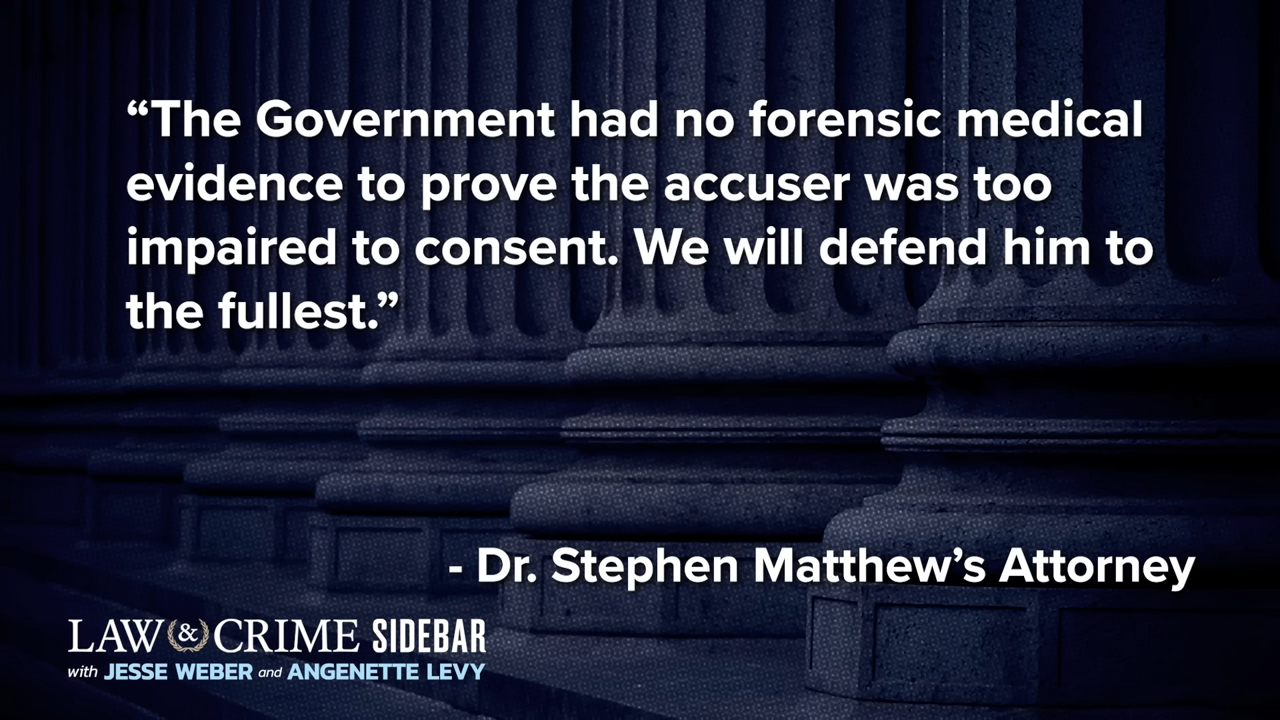 “The Government had no forensic medical
evidence to prove the accuser was too
impaired to consent. We will defend him to
the fullest.”
- Dr. Stephen Matthew’s Attorney
LAW & CRIME SIDEBAR
with JESSE WEBER and ANGENETTE LEVY